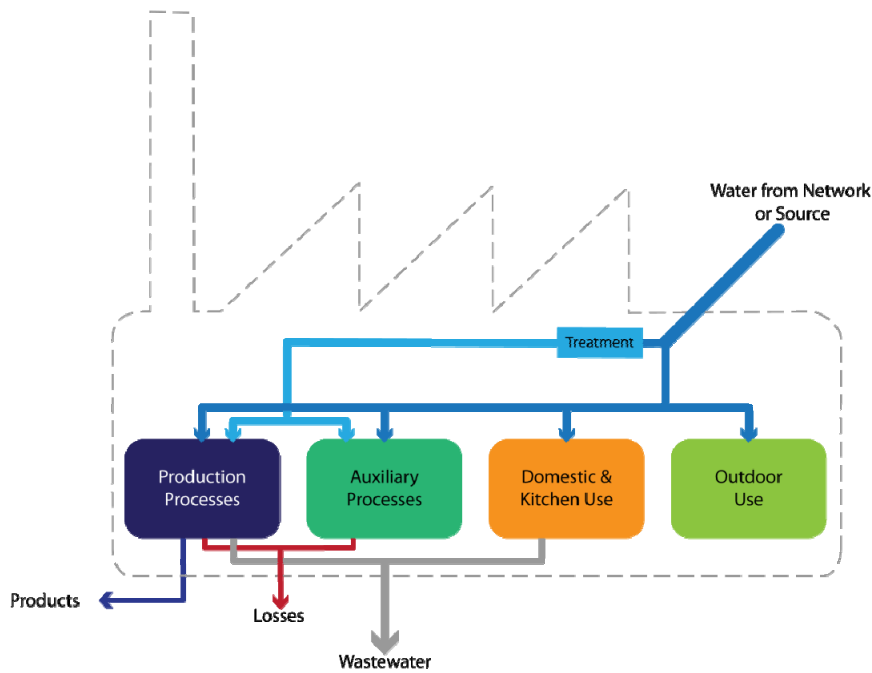 Water from Network
or Source
Treatment
Production
Processes
Auxiliary
Processes
Domestic &
Kitchen Use
Outdoor
Use
Products
Losses
Wastewater